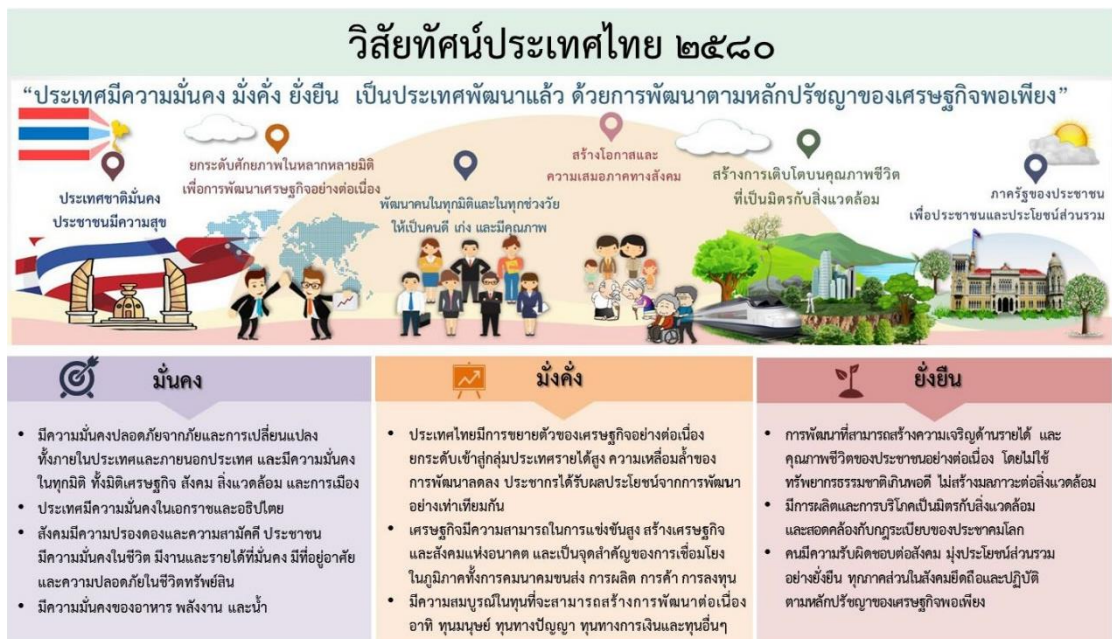 วิสัยทัศน์ประเทศไทย ๒๕๘๐
“ประเทศมีความมั่นคง มั่งคั่ง ยั่งยืน เป็นประเทศพัฒนาแล้ว ด้วยการพัฒนาตามหลักปรัชญาของเศรษฐกิจพอเพียง”
ประเทศชาติมั่นคง
ประชาชนมีความสุข
ยกระดับศักยภาพในหลากหลายมิติ
เพื่อการพัฒนาเศรษฐกิจอย่างต่อเนื่อง
พัฒนาคนในทุกมิติและในทุกช่วงวัย
ให้เป็นคนดี เก่ง และมีคุณภาพ
สร้างโอกาสและ
ความเสมอภาคทางสังคม
สร้างการเติบโตบนคุณภาพชีวิต
ที่เป็นมิตรกับสิ่งแวดล้อม
ภาครัฐของประชาชน
เพื่อประชาชนและประโยชน์ส่วนรวม
มั่นคง
• มีความมั่นคงปลอดภัยจากภัยและการเปลี่ยนแปลง
ทั้งภายในประเทศและภายนอกประเทศ และมีความมั่นคง
ในทุกมิติ ทั้งมิติเศรษฐกิจ สังคม สิ่งแวดล้อม และการเมือง
• ประเทศมีความมั่นคงในเอกราชและอธิปไตย
• สังคมมีความปรองดองและความสามัคคี ประชาชน
มีความมั่นคงในชีวิต มีงานและรายได้ที่มั่นคง มีที่อยู่อาศัย
และความปลอดภัยในชีวิตทรัพย์สิน
• มีความมั่นคงของอาหาร พลังงาน และน้ำ
มั่งคั่ง
• ประเทศไทยมีการขยายตัวของเศรษฐกิจอย่างต่อเนื่อง
ยกระดับเข้าสู่กลุ่มประเทศรายได้สูง ความเหลื่อมล้ำของ
การพัฒนาลดลง ประชากรได้รับผลประโยชน์จากการพัฒนา
อย่างเท่าเทียมกัน
• เศรษฐกิจมีความสามารถในการแข่งขันสูง สร้างเศรษฐกิจ
และสังคมแห่งอนาคต และเป็นจุดสำคัญของการเชื่อมโยง
ในภูมิภาคทั้งการคมนาคมขนส่ง การผลิต การค้า การลงทุน
• มีความสมบูรณ์ในทุนที่จะสามารถสร้างการพัฒนาต่อเนื่อง
อาทิ ทุนมนุษย์ ทุนทางปัญญา ทุนทางการเงินและทุนอื่นๆ
ยั่งยืน
• การพัฒนาที่สามารถสร้างความเจริญด้านรายได้ และ
คุณภาพชีวิตของประชาชนอย่างต่อเนื่อง โดยไม่ใช้
ทรัพยากรธรรมชาติเกินพอดี ไม่สร้างมลภาวะต่อสิ่งแวดล้อม
• มีการผลิตและการบริโภคเป็นมิตรกับสิ่งแวดล้อม
และสอดคล้องกับกฎระเบียบของประชาคมโลก
• คนมีความรับผิดชอบต่อสังคม มุ่งประโยชน์ส่วนรวม
อย่างยั่งยืน ทุกภาคส่วนในสังคมยึดถือและปฏิบัติ
ตามหลักปรัชญาของเศรษฐกิจพอเพียง